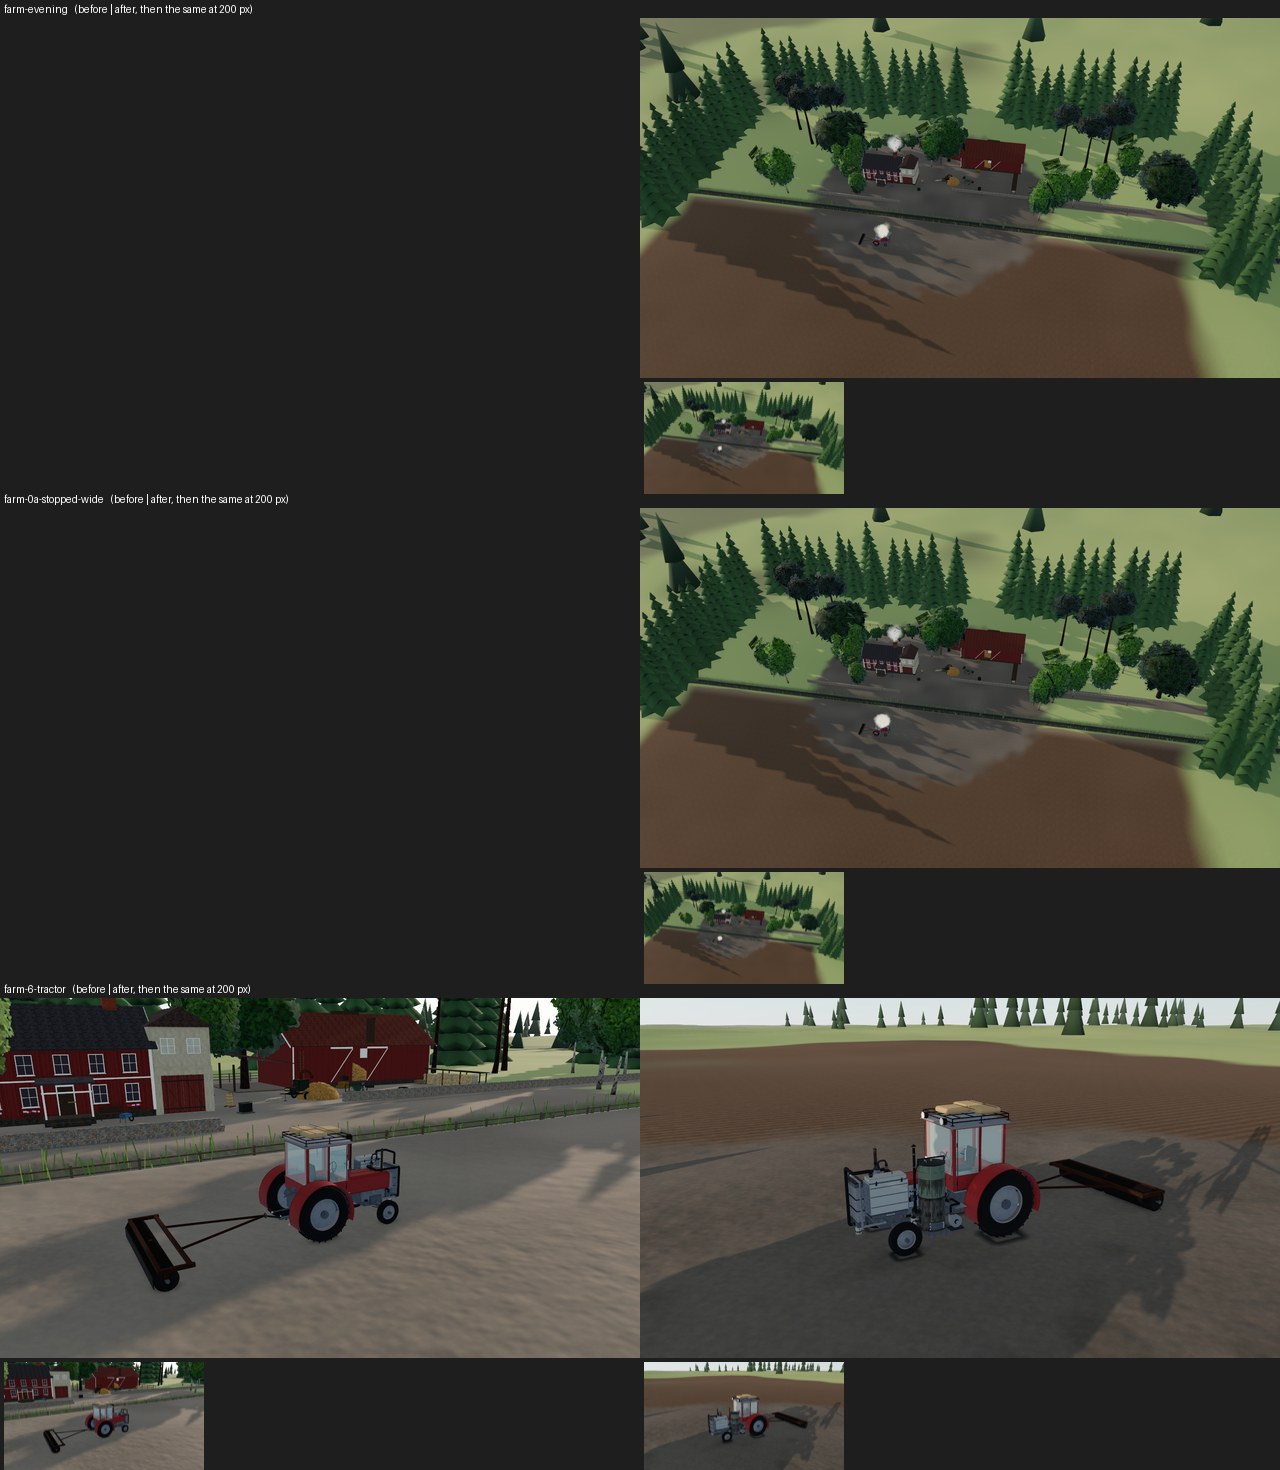 farm-evening (before | after, then the same at 200 px)
farm-0a-stopped-wide (before | after, then the same at 200 px)
farm-6-tractor (before | after, then the same at 200 px)